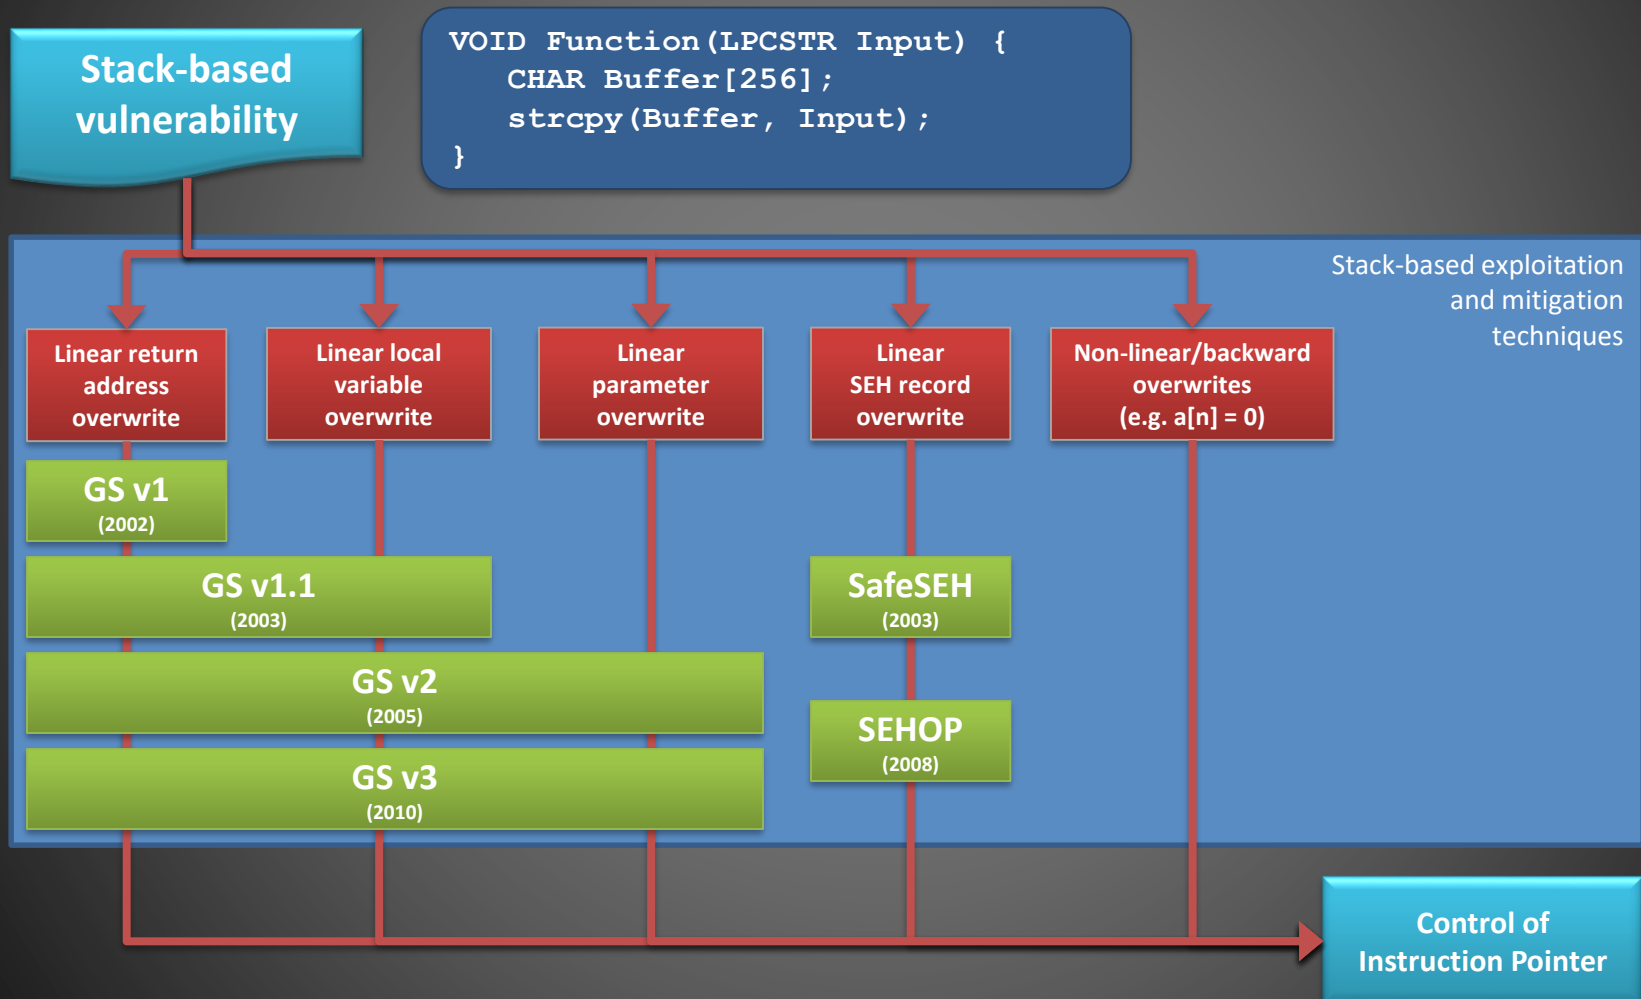 Stack-based
vulnerability
VOID Function(LPCSTR Input) {
CHAR Buffer[256];
strcpy(Buffer, Input);
}
Stack-based exploitation
and mitigation
techniques
Linear return
address
overwrite
Linear local
variable
overwrite
Linear
parameter
overwrite
Linear
SEH record
overwrite
Non-linear/backward
overwrites
(e.g. a[n] = 0)
GS v1
(2002)
GS v1.1
(2003)
SafeSEH
(2003)
GS v2
(2005)
SEHOP
(2008)
GS v3
(2010)
Control of
Instruction Pointer